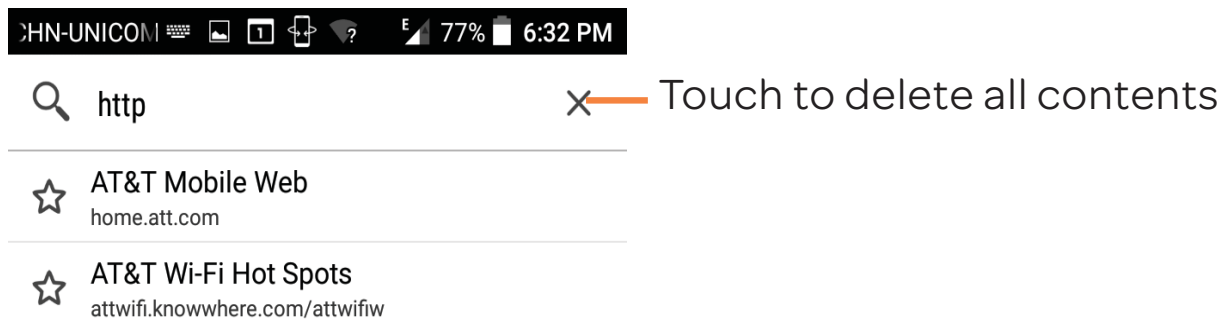 CHN-UNICOM 1 ? E 77% 6:32 PM
http
Touch to delete all contents
AT&T Mobile Web
home.att.com
AT&T Wi-Fi Hot Spots
attwifi.knowwhere.com/attwifiw